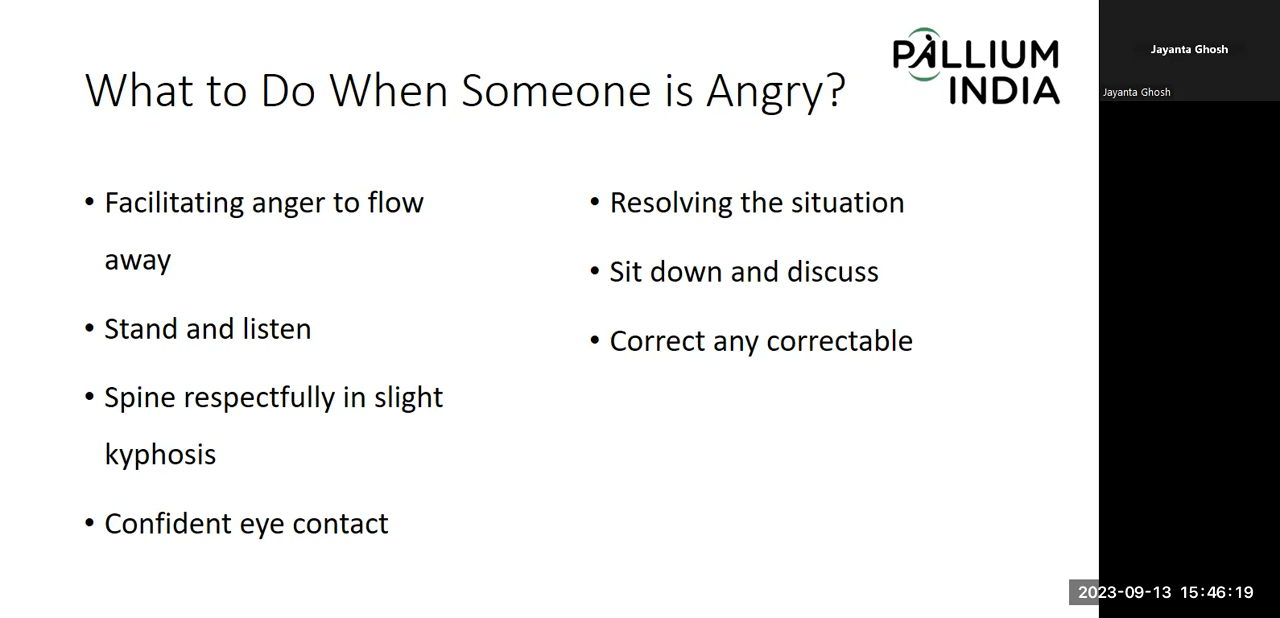 What to Do When Someone is Angry?
PALLIUM
INDIA
• Facilitating anger to flow
away
• Stand and listen
• Spine respectfully in slight
kyphosis
• Confident eye contact
• Resolving the situation
• Sit down and discuss
• Correct any correctable
Jayanta Ghosh
Jayanta Ghosh
2023-09-13 15:46:19